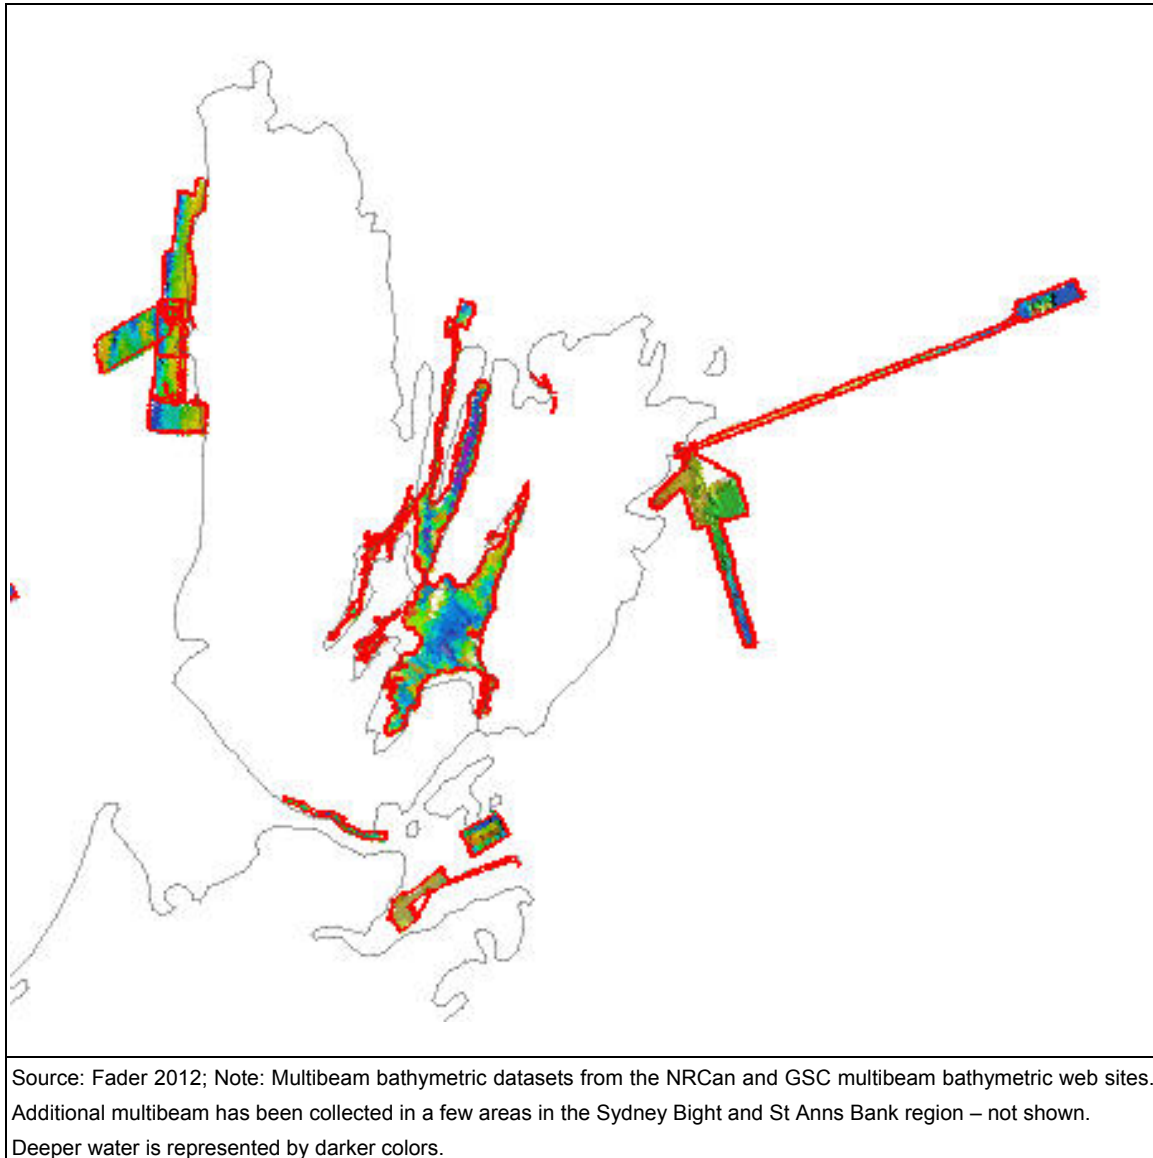 Source: Fader 2012; Note: Multibeam bathymetric datasets from the NRCan and GSC multibeam bathymetric web sites.
Additional multibeam has been collected in a few areas in the Sydney Bight and St Anns Bank region – not shown.
Deeper water is represented by darker colors.